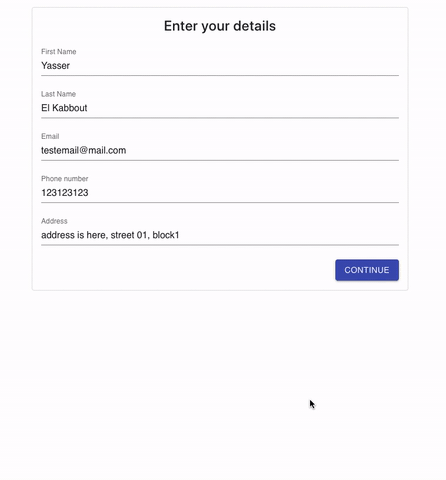 Enter your details
First Name
Yasser
Last Name
El Kabbout
Email
testemail@mail.com
Phone number
123123123
Address
address is here, street 01, block1
CONTINUE